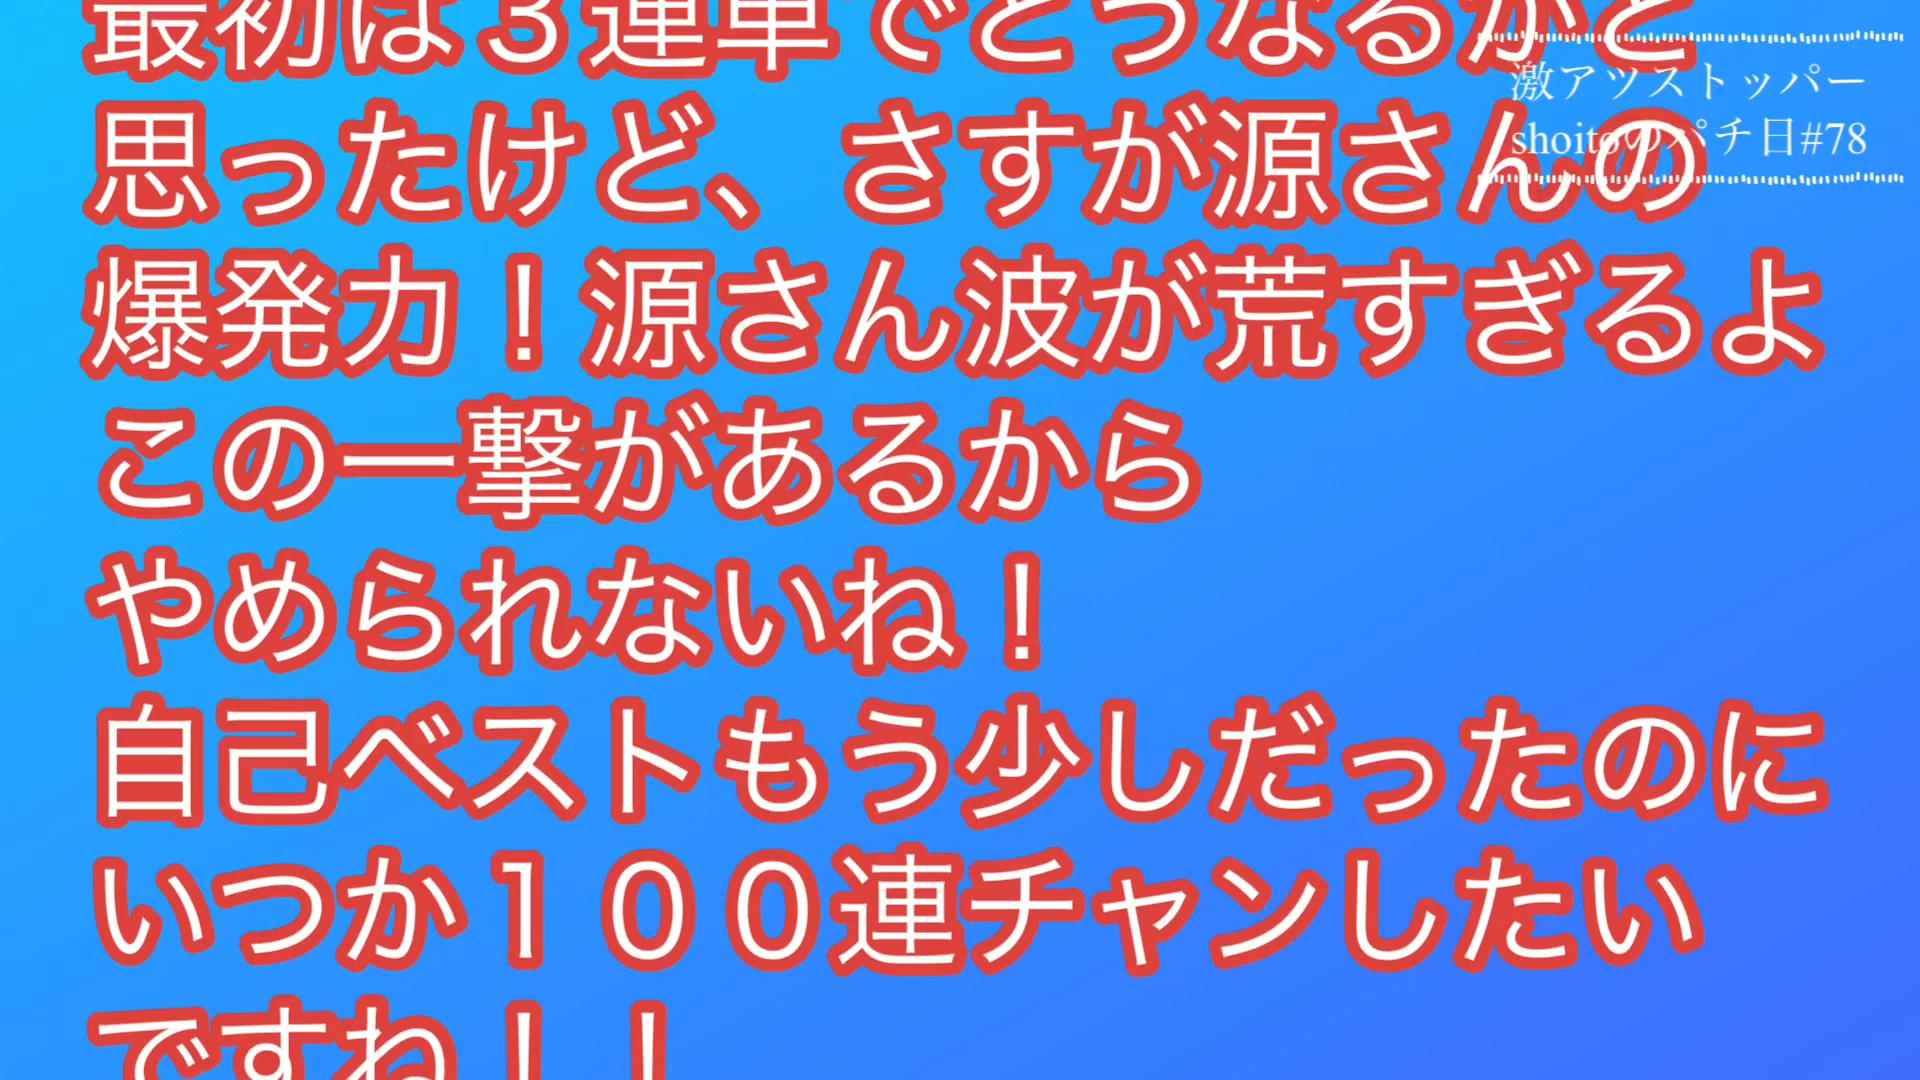 最初は３連単でどうなるかと
思ったけど、さすが源さんの
爆発力！源さん波が荒すぎるよ
この一撃があるから
やめられないね！
自己ベストもう少しだったのに
いつか１００連チャンしたい
ですね！！
激アツストッパー
shoitoのパチ日#78